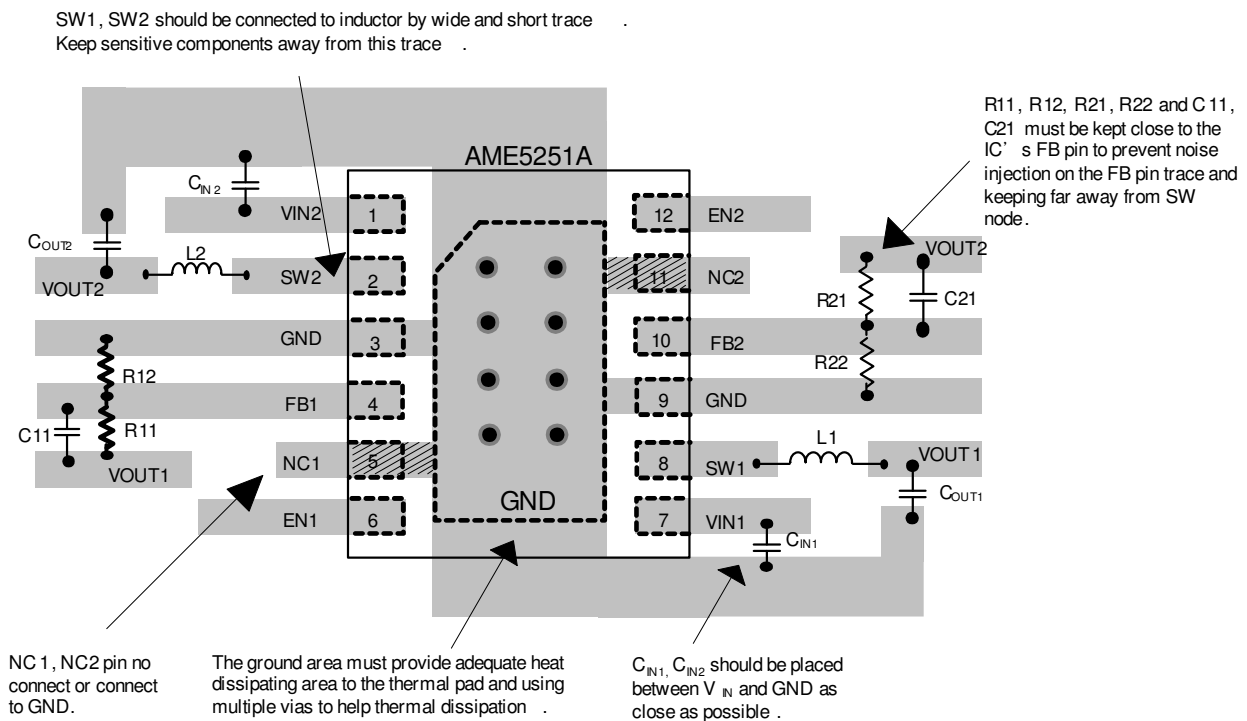 SW1, SW2 should be connected to inductor by wide and short trace .
Keep sensitive components away from this trace .
R11, R12, R21, R22 and C 11,
C21 must be kept close to the
IC' s FB pin to prevent noise
injection on the FB pin trace and
keeping far away from SW
node.
AME5251A
CIN 2
VIN2
1
12
EN2
COUT2
L2
VOUT2
SW2
2
11
NC2
VOUT2
R21
C21
GND
3
10
FB2
R12
R22
FB1
4
9
GND
C11
R11
L1
NC1
5
8
SW1
VOUT1
VOUT1
COUT1
EN1
6
GND
7
VIN1
CIN1
NC 1, NC2 pin no
connect or connect
to GND.
The ground area must provide adequate heat
dissipating area to the thermal pad and using
multiple vias to help thermal dissipation .
CIN1, CIN2 should be placed
between V IN and GND as
close as possible .